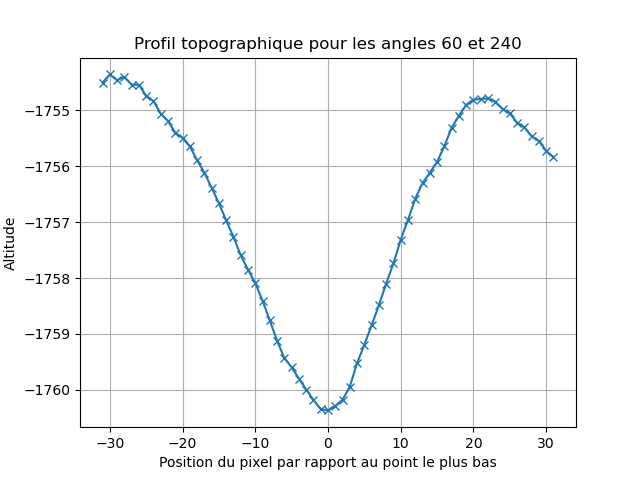 Profil topographique pour les angles 60 et 240
Altitude
−1755
−1756
−1757
−1758
−1759
−1760
−30 −20 −10 0 10 20 30
Position du pixel par rapport au point le plus bas